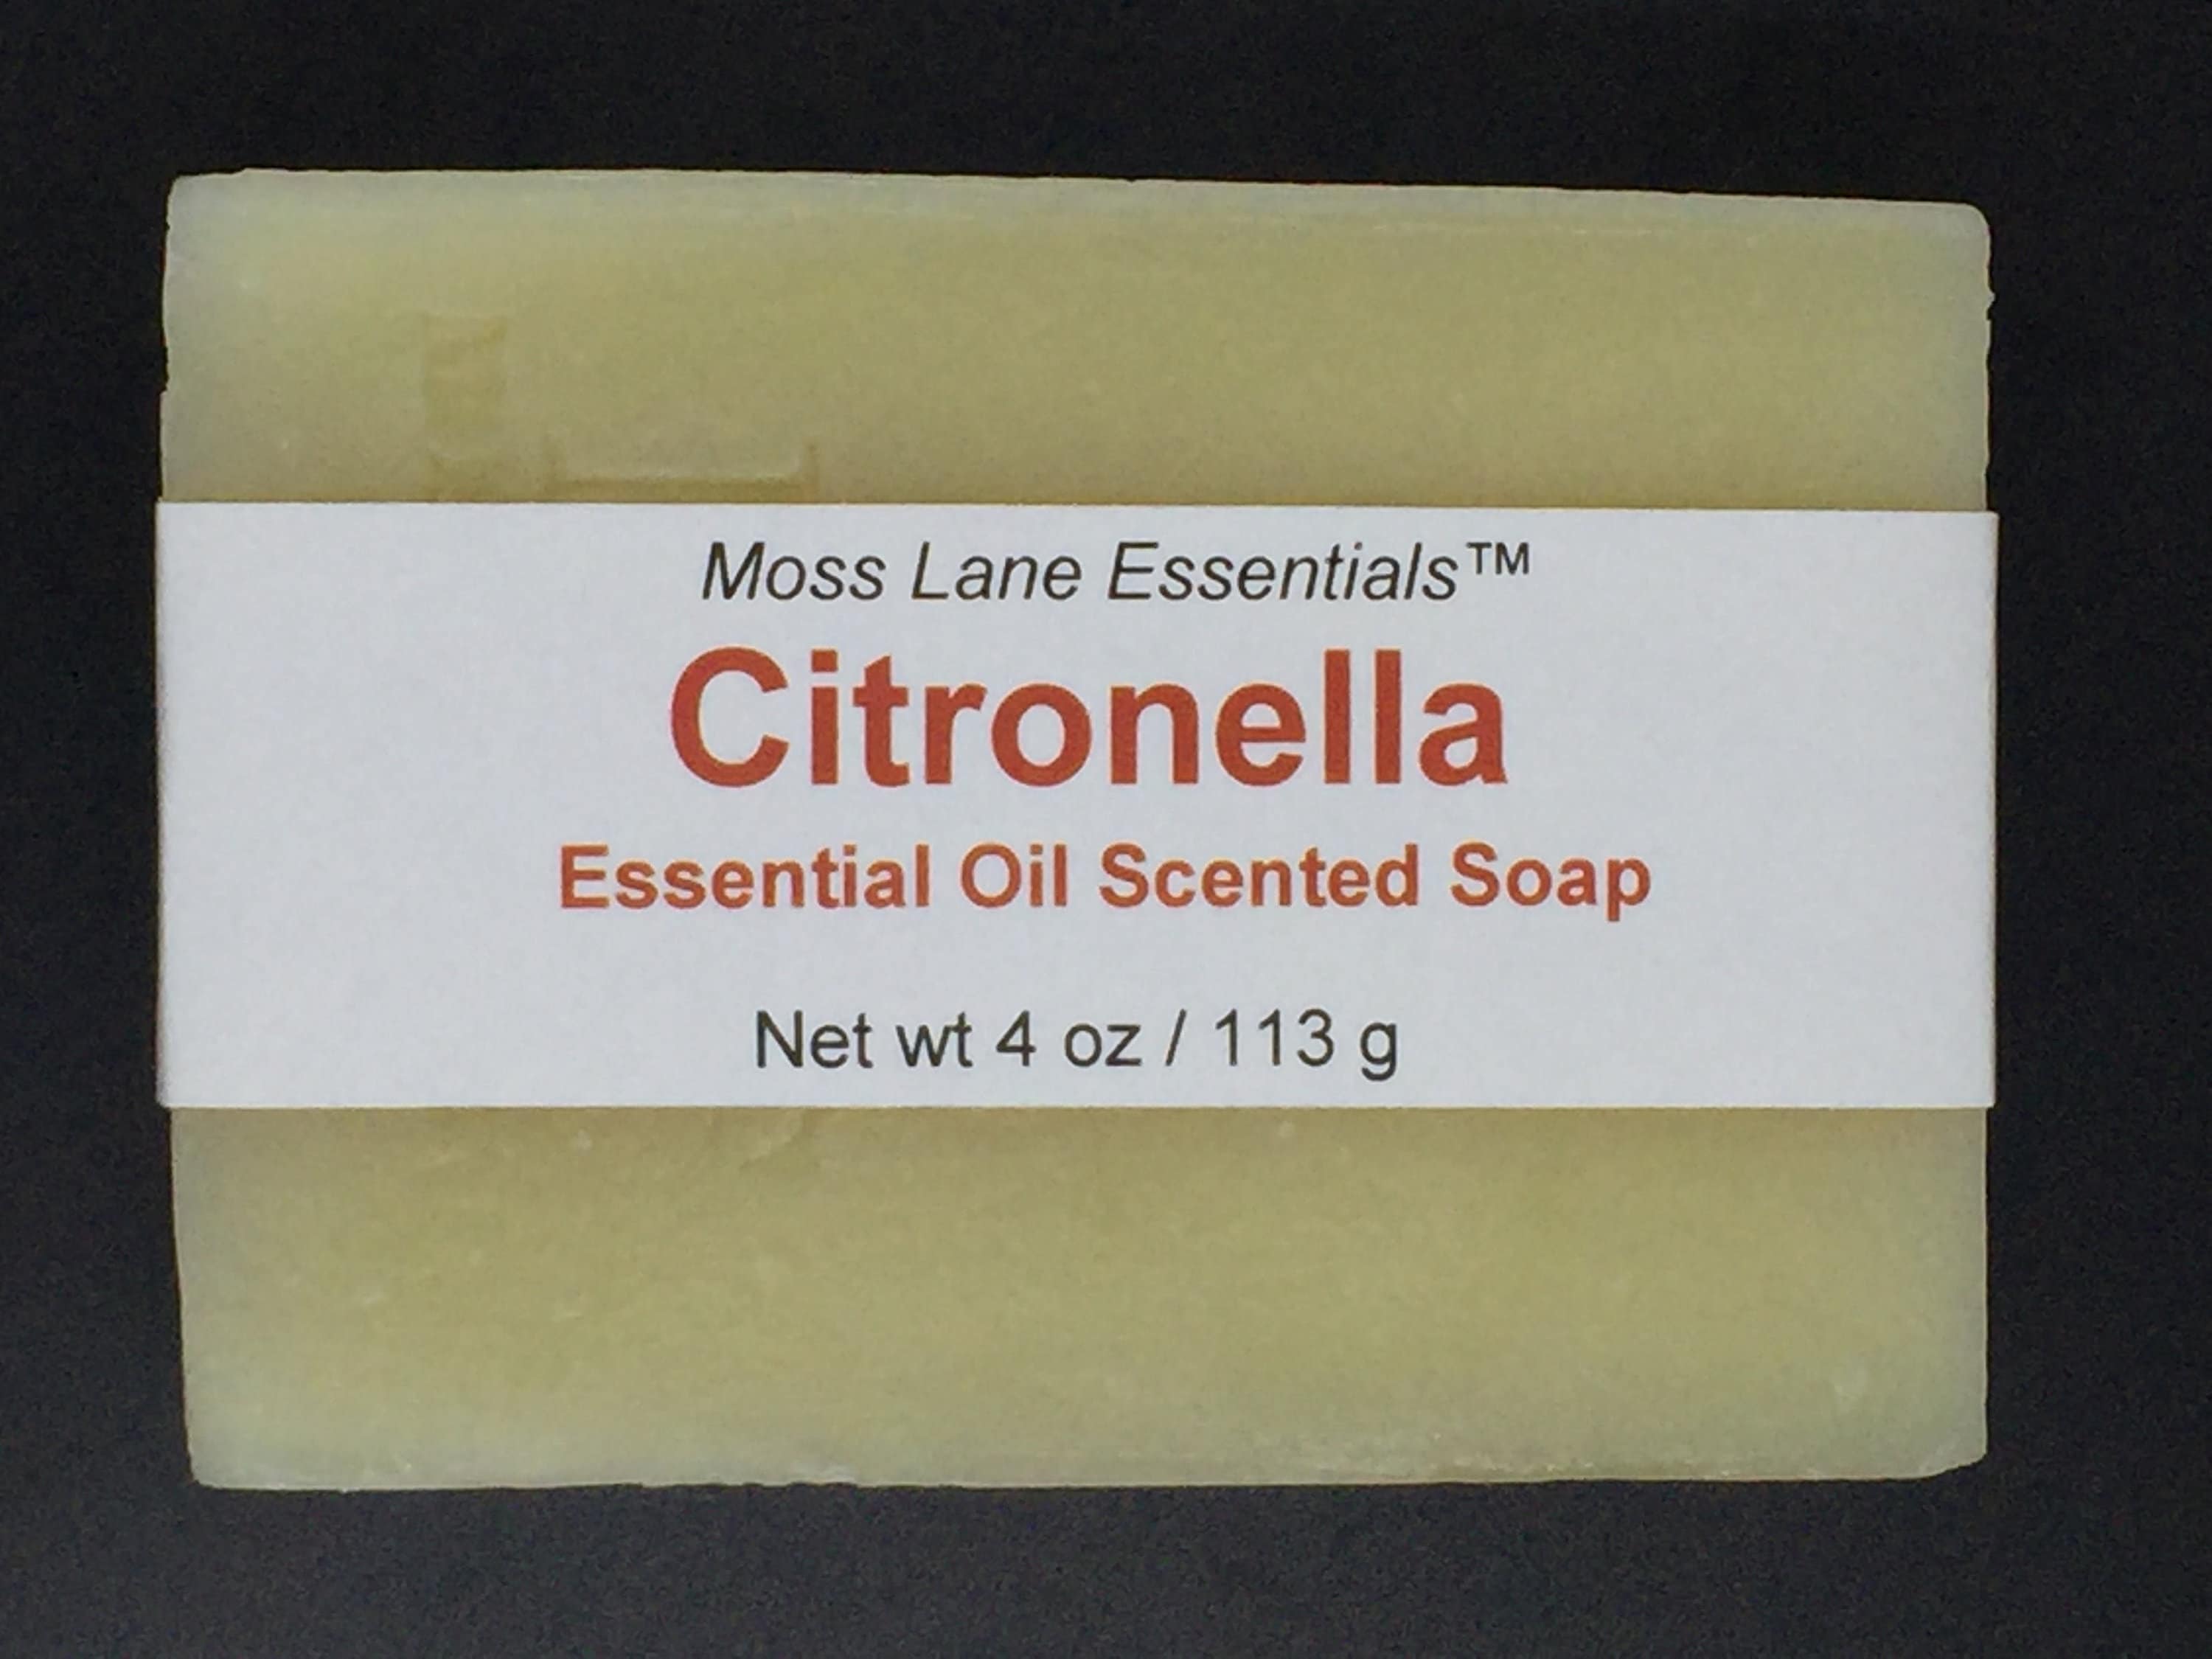 Moss Lane Essentials™
Citronella
Essential Oil Scented Soap
Net wt 4 oz / 113 g